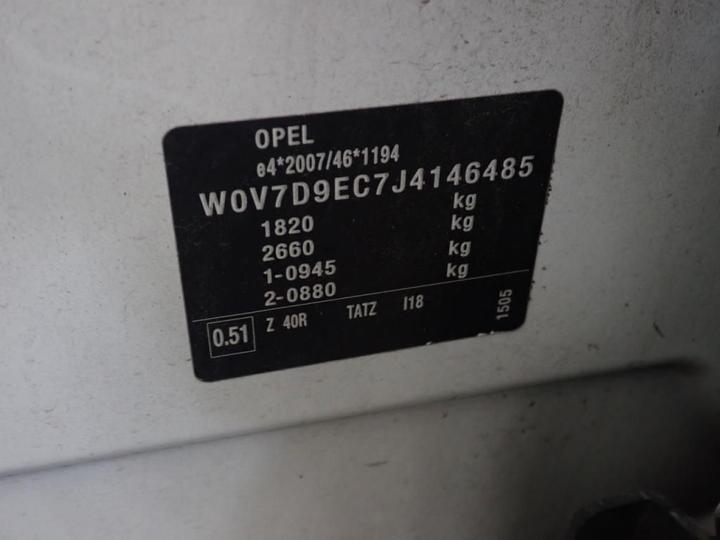 OPEL
e4*2007/46*1194
W0V7D9EC7J4146485
1820 kg
2660 kg
1-0945 kg
2-0880 kg
0.51 Z 40R TATZ I18 1505